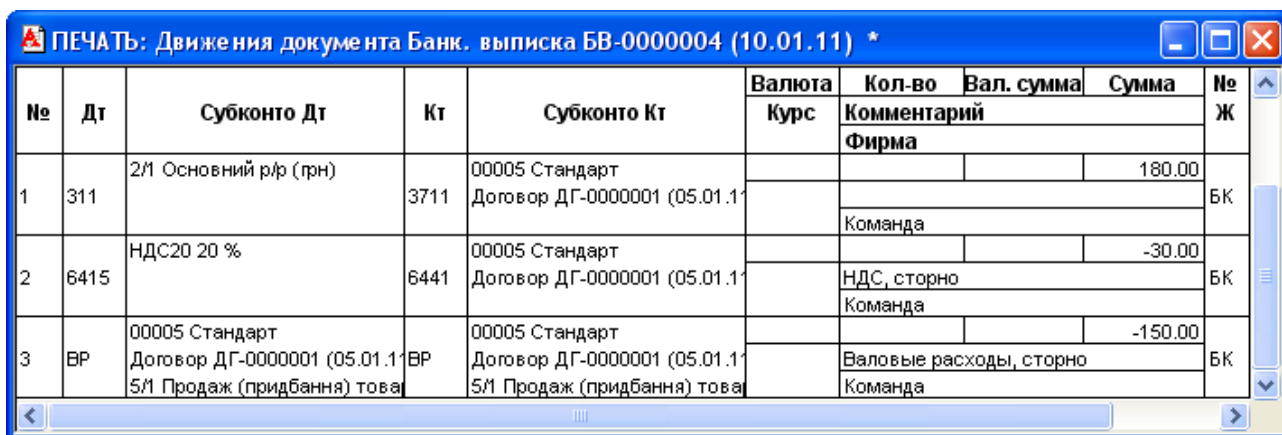 ПЕЧАТЬ: Движения документа Банк. выписка БВ-0000004 (10.01.11) *
№ Дт Субконто Дт Кт Субконто Кт Валюта Кол-во Вал. сумма Сумма № Ж
Курс Комментарий
Фирма
1 311 2/1 Основний р/р (грн) 3711 00005 Стандарт 180.00 БК
Договор ДГ-0000001 (05.01.1
Команда
2 6415 НДС20 20 % 6441 00005 Стандарт -30.00 БК
Договор ДГ-0000001 (05.01.1 НДС, сторно
Команда
3 ВР 00005 Стандарт ВР 00005 Стандарт -150.00 БК
Договор ДГ-0000001 (05.01.1 Договор ДГ-0000001 (05.01.1 Валовые расходы, сторно
5/1 Продаж (придбання) това 5/1 Продаж (придбання) това Команда